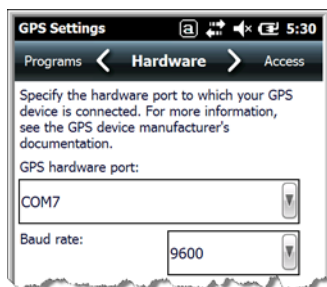 GPS Settings a 5:30
Programs Hardware Access
Specify the hardware port to which your GPS
device is connected. For more information,
see the GPS device manufacturer's
documentation.
GPS hardware port:
COM7
Baud rate:
9600